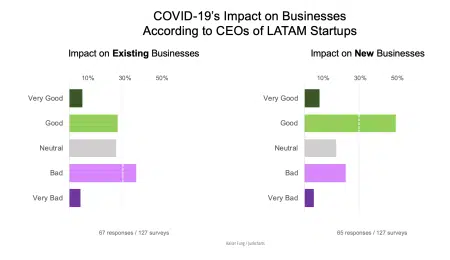 COVID-19's Impact on Businesses
According to CEOs of LATAM Startups
Impact on Existing Businesses
Impact on New Businesses
10% 30% 50%
Very Good
Good
Neutral
Bad
Very Bad
67 responses / 127 surveys
10% 30% 50%
Very Good
Good
Neutral
Bad
Very Bad
65 responses / 127 surveys